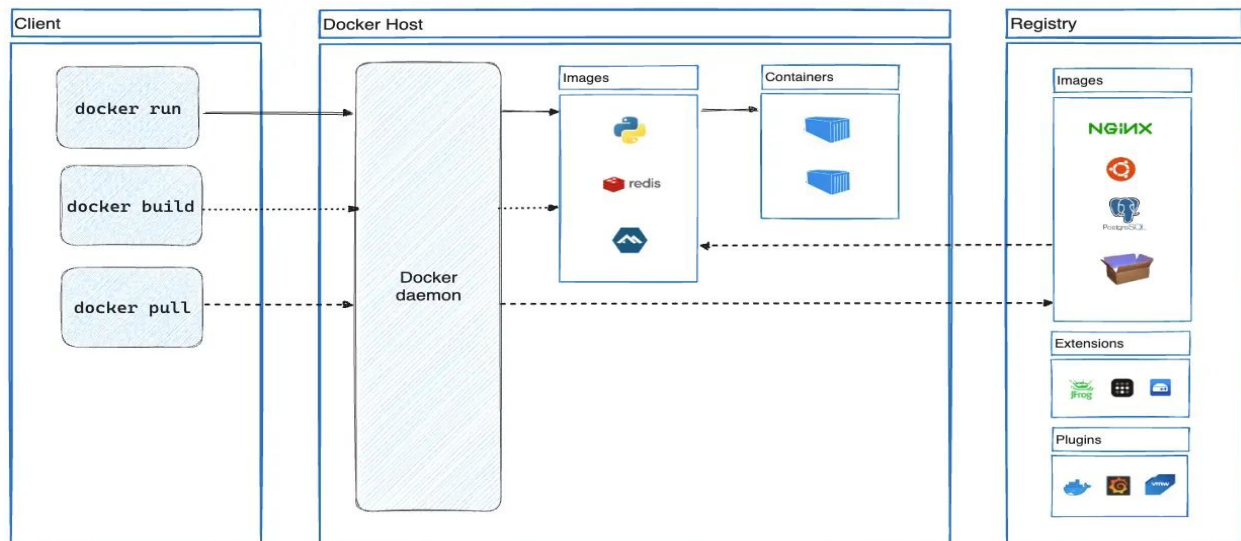 Client
docker run
docker build
docker pull
Docker Host
Docker
daemon
Images
redis
Containers
Registry
Images
NGINX
PostgreSQL
Extensions
JFrog
Plugins
vmw